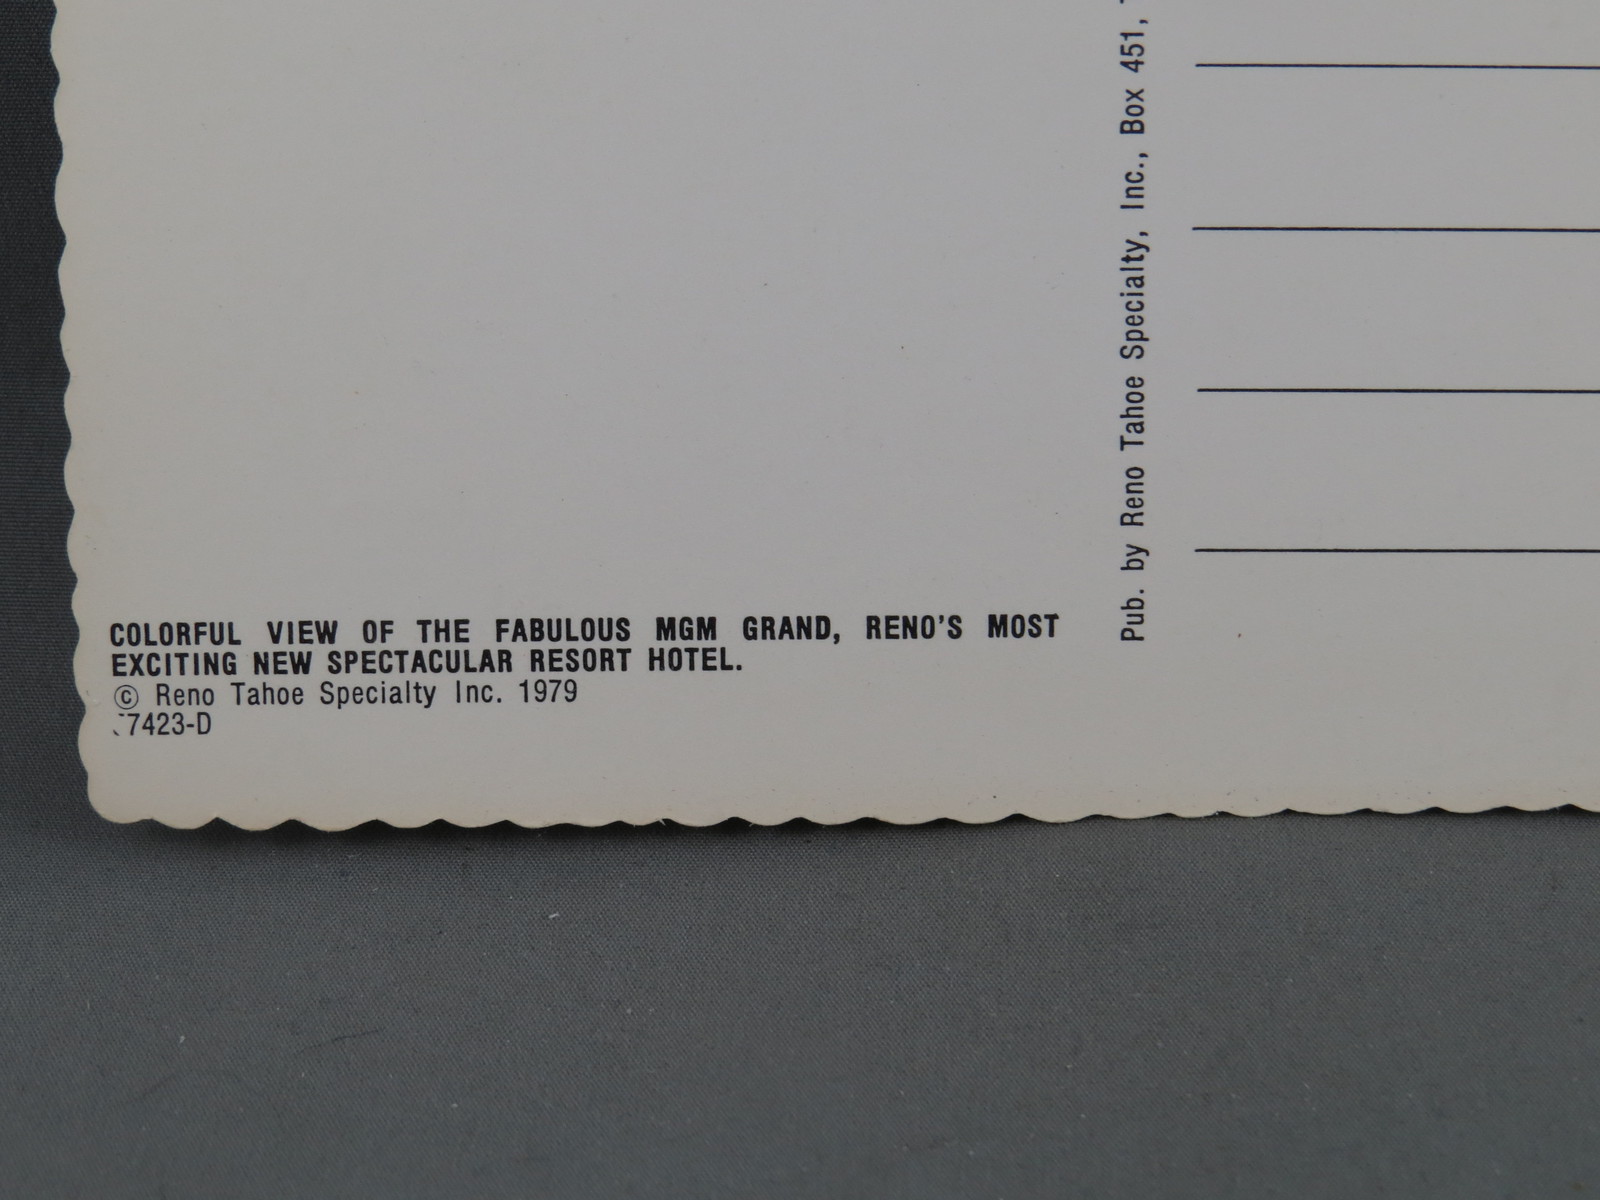 COLORFUL VIEW OF THE FABULOUS MGM GRAND, RENO'S MOST
EXCITING NEW SPECTACULAR RESORT HOTEL.
© Reno Tahoe Specialty Inc. 1979
7423-D
Pub. by Reno Tahoe Specialty, Inc., Box 451,